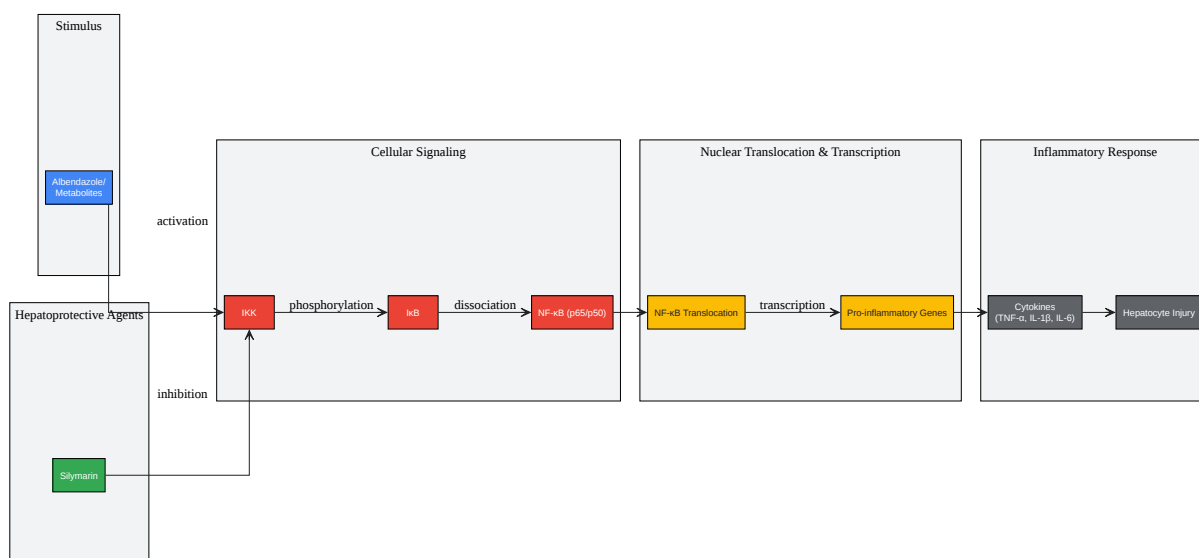 Stimulus
Albendazole/
Metabolites
Hepatoprotective Agents
Silymarin
activation
inhibition
Cellular Signaling
IKK
phosphorylation
IκB
dissociation
NF-κB (p65/p50)
Nuclear Translocation & Transcription
NF-κB Translocation
transcription
Pro-inflammatory Genes
Inflammatory Response
Cytokines
(TNF-α, IL-1β, IL-6)
Hepatocyte Injury